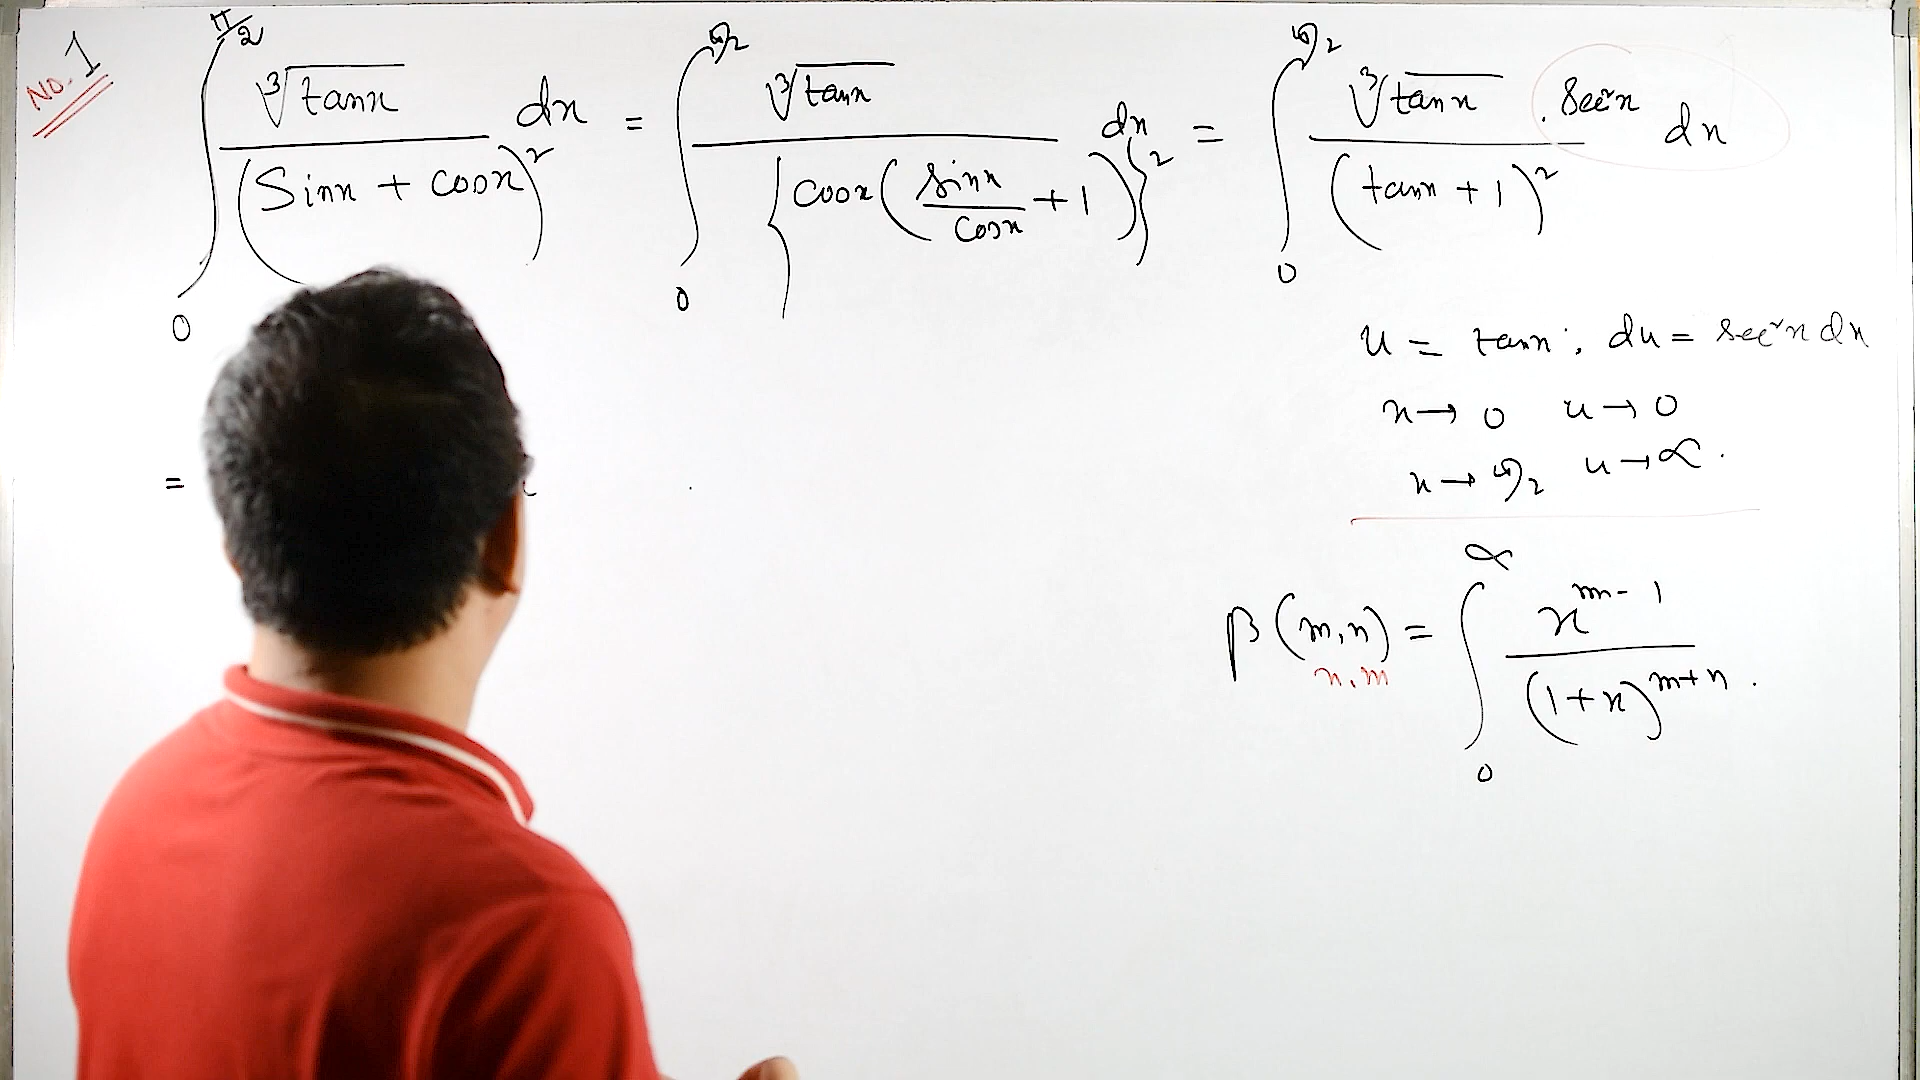 No. 1
∫₀^{π/2} ∛(tanx) / (Sinx + cosx)² dx = ∫₀^{π/2} ∛(tanx) / {cosx (sinx/cosx + 1)}² dx = ∫₀^{π/2} ∛(tanx) · Sec²x / (tanx + 1)² dx
u = tanx ; du = sec²x dx
x → 0 u → 0
x → π/2 u → ∞.
=
β(m,n) = ∫₀^∞ x^{m-1} / (1+x)^{m+n} .
n,m